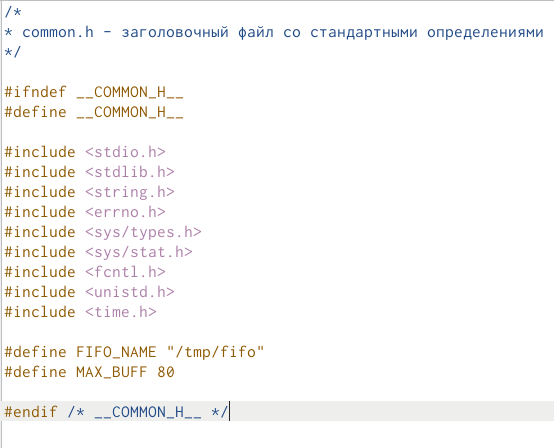 /*
* common.h - заголовочный файл со стандартными определениями
*/
#ifndef __COMMON_H__
#define __COMMON_H__
#include <stdio.h>
#include <stdlib.h>
#include <string.h>
#include <errno.h>
#include <sys/types.h>
#include <sys/stat.h>
#include <fcntl.h>
#include <unistd.h>
#include <time.h>
#define FIFO_NAME "/tmp/fifo"
#define MAX_BUFF 80
#endif /* __COMMON_H__ */